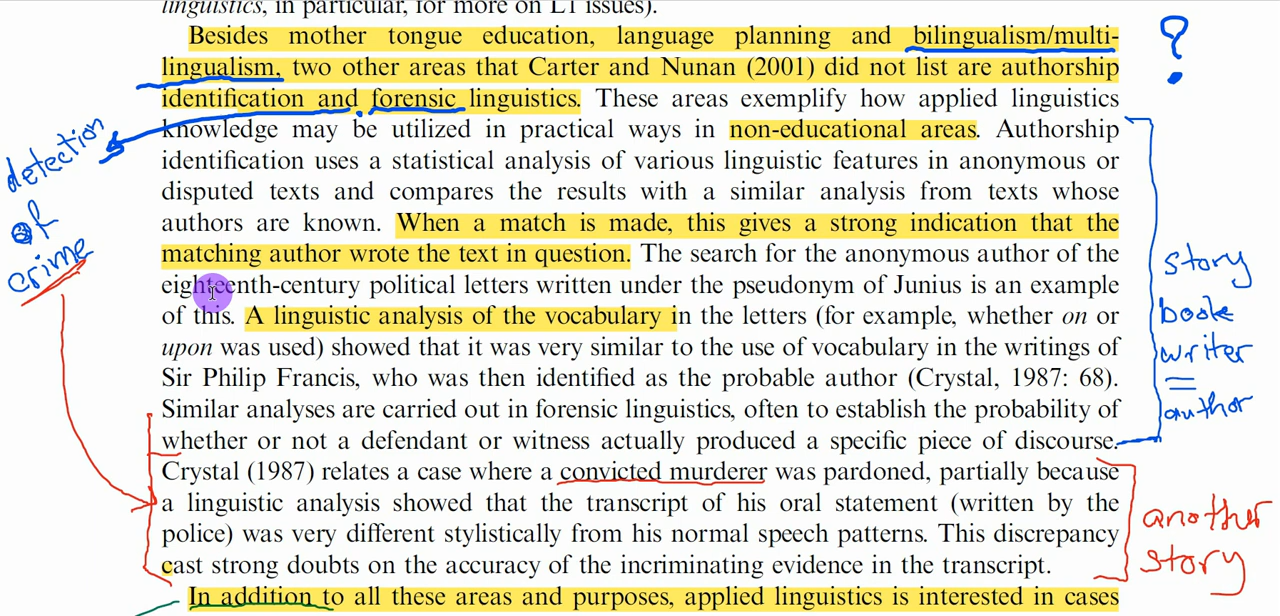 linguistics, in particular, for more on L1 issues).
Besides mother tongue education, language planning and bilingualism/multi-
lingualism, two other areas that Carter and Nunan (2001) did not list are authorship
identification and forensic linguistics. These areas exemplify how applied linguistics
knowledge may be utilized in practical ways in non-educational areas. Authorship
identification uses a statistical analysis of various linguistic features in anonymous or
disputed texts and compares the results with a similar analysis from texts whose
authors are known. When a match is made, this gives a strong indication that the
matching author wrote the text in question. The search for the anonymous author of the
eighteenth-century political letters written under the pseudonym of Junius is an example
of this. A linguistic analysis of the vocabulary in the letters (for example, whether on or
upon was used) showed that it was very similar to the use of vocabulary in the writings of
Sir Philip Francis, who was then identified as the probable author (Crystal, 1987: 68).
Similar analyses are carried out in forensic linguistics, often to establish the probability of
whether or not a defendant or witness actually produced a specific piece of discourse.
Crystal (1987) relates a case where a convicted murderer was pardoned, partially because
a linguistic analysis showed that the transcript of his oral statement (written by the
police) was very different stylistically from his normal speech patterns. This discrepancy
cast strong doubts on the accuracy of the incriminating evidence in the transcript.
In addition to all these areas and purposes, applied linguistics is interested in cases
detection
of
crime
?
story
book
writer
=
author
another
story